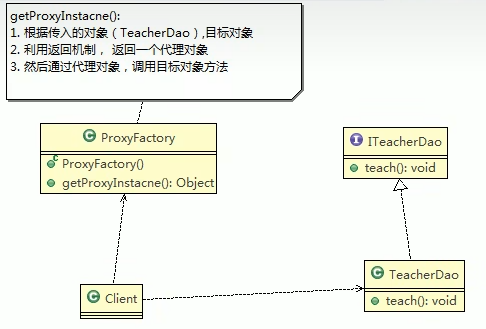 getProxyInstacne():
1. 根据传入的对象（TeacherDao）,目标对象
2. 利用返回机制， 返回一个代理对象
3. 然后通过代理对象，调用目标对象方法
C ProxyFactory
ProxyFactory()
getProxyInstacne(): Object
I ITeacherDao
teach(): void
C TeacherDao
teach(): void
C Client